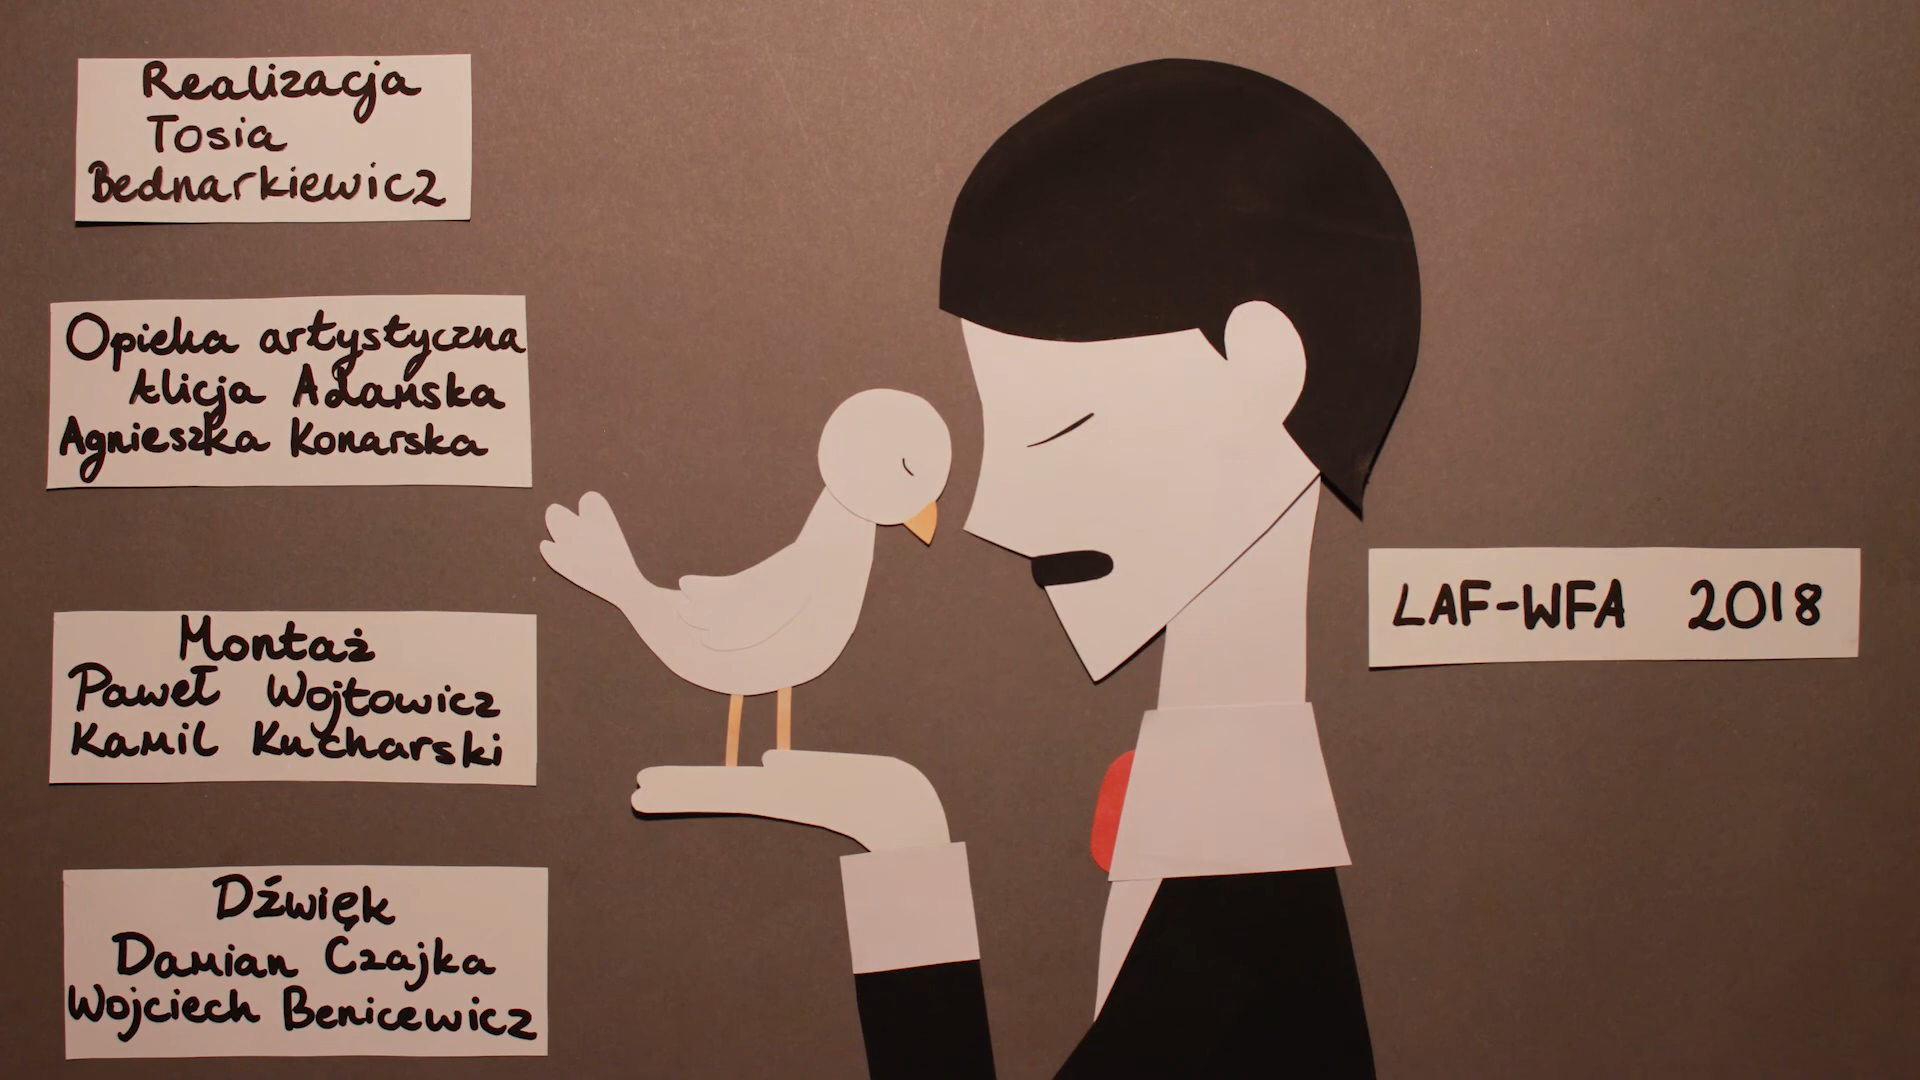 Realizacja
Tosia
Bednarkiewicz
Opieka artystyczna
Alicja Adamska
Agnieszka Konarska
Montaż
Paweł Wojtowicz
Kamil Kucharski
Dźwięk
Damian Czajka
Wojciech Benicewicz
LAF-WFA 2018